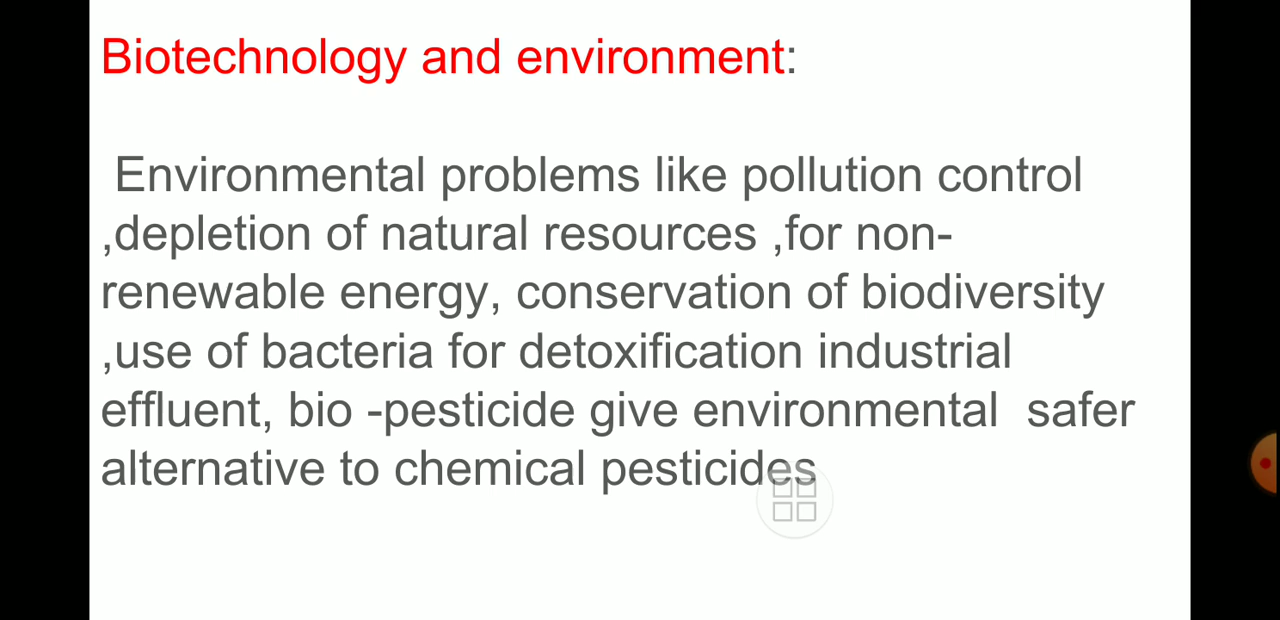 Biotechnology and environment:
Environmental problems like pollution control
,depletion of natural resources ,for non-
renewable energy, conservation of biodiversity
,use of bacteria for detoxification industrial
effluent, bio -pesticide give environmental  safer
alternative to chemical pesticides